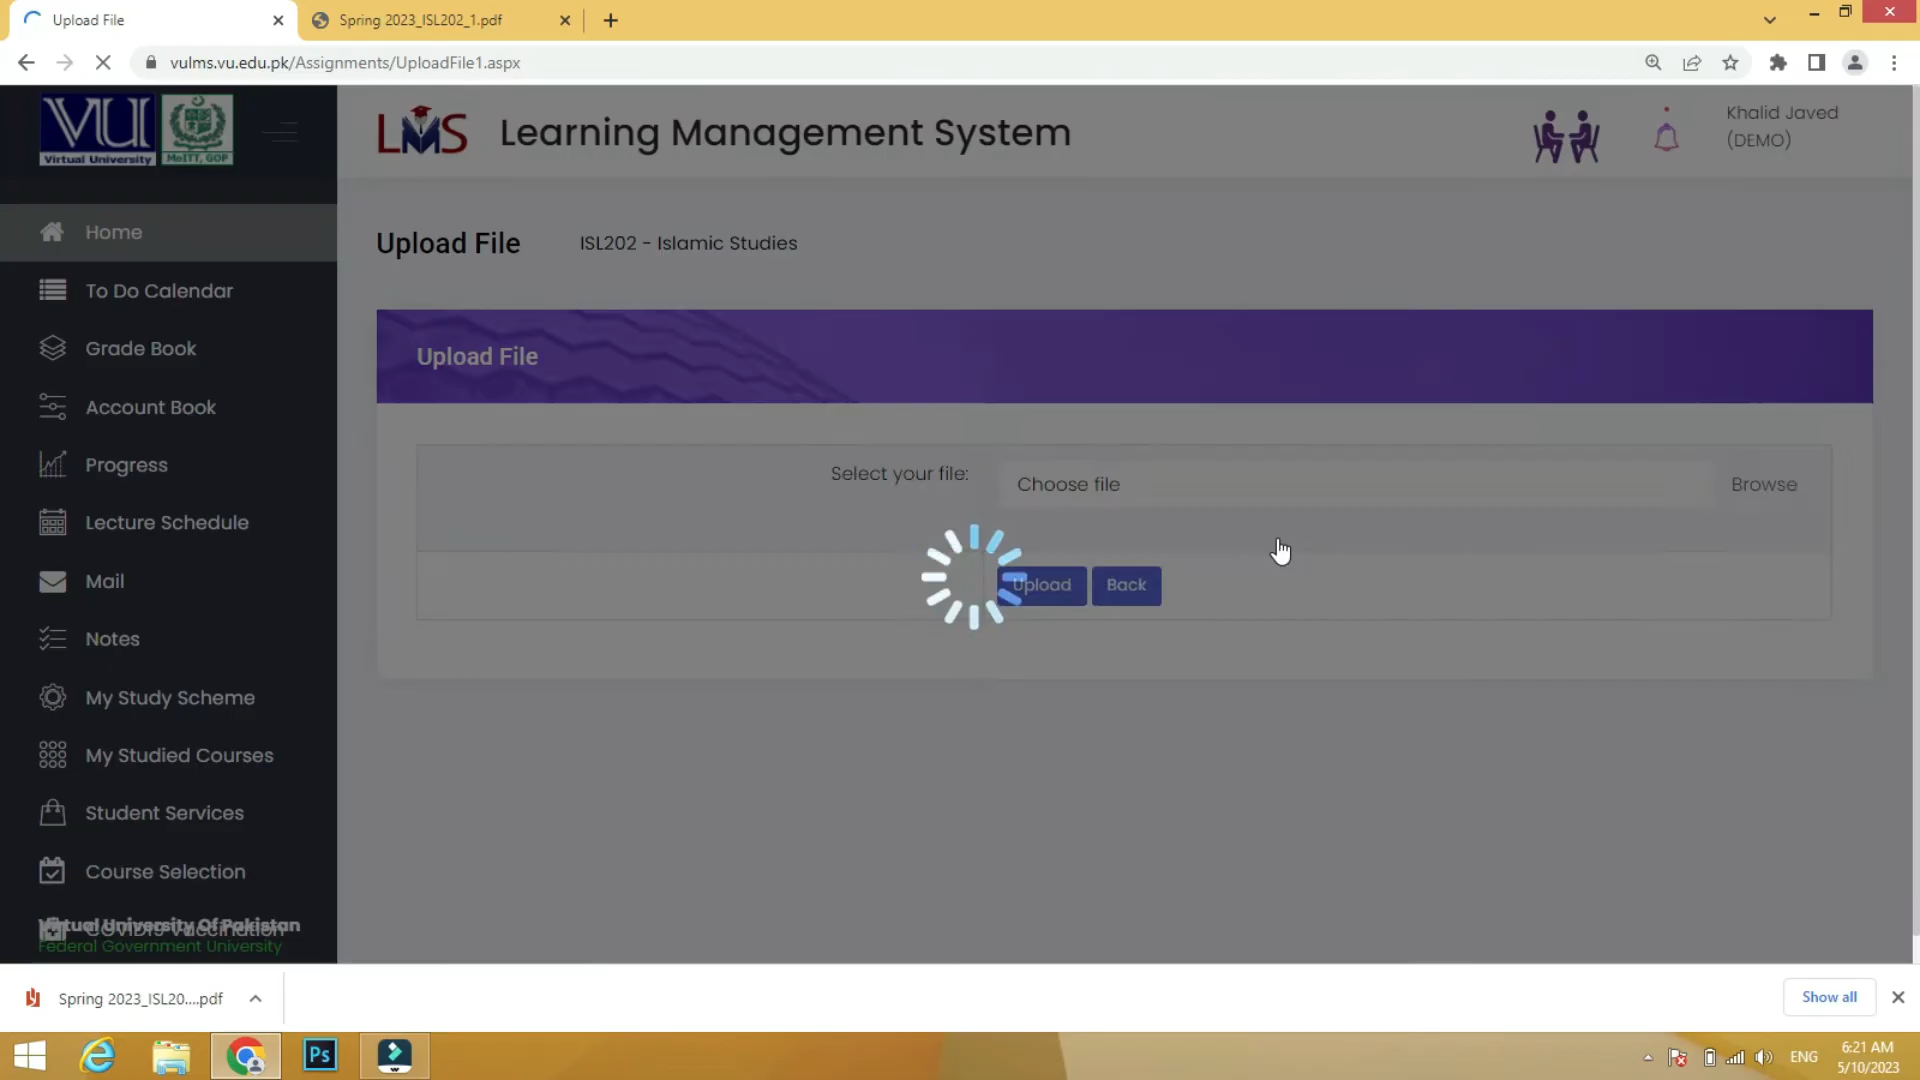 Upload File
Spring 2023_ISL202_1.pdf
vulms.vu.edu.pk/Assignments/UploadFile1.aspx
VU
Virtual University
MoITT, GOP
LMS
Learning Management System
Khalid Javed
(DEMO)
Home
To Do Calendar
Grade Book
Account Book
Progress
Lecture Schedule
Mail
Notes
My Study Scheme
My Studied Courses
Student Services
Course Selection
Virtual University Of Pakistan
Federal Government University
Upload File
ISL202 - Islamic Studies
Upload File
Select your file:
Choose file
Browse
Upload
Back
Spring 2023_ISL20....pdf
Show all
Ps
ENG
6:21 AM
5/10/2023